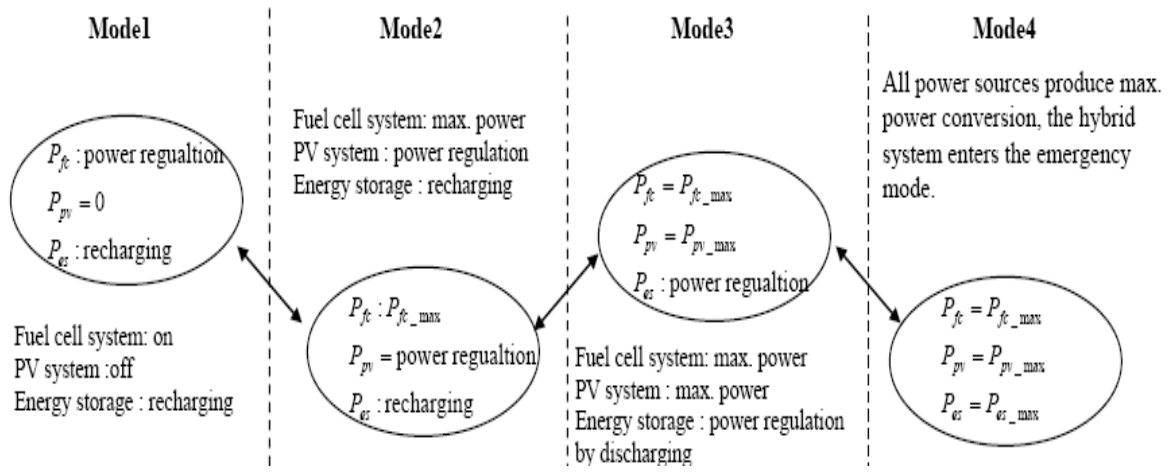 Mode1
P_fc : power regualtion
P_pv = 0
P_es : recharging
Fuel cell system: on
PV system :off
Energy storage : recharging
Mode2
Fuel cell system: max. power
PV system : power regulation
Energy storage : recharging
P_fc : P_fc_max
P_pv = power regualtion
P_es : recharging
Mode3
P_fc = P_fc_max
P_pv = P_pv_max
P_es : power regualtion
Fuel cell system: max. power
PV system : max. power
Energy storage : power regulation
by discharging
Mode4
All power sources produce max.
power conversion, the hybrid
system enters the emergency
mode.
P_fc = P_fc_max
P_pv = P_pv_max
P_es = P_es_max